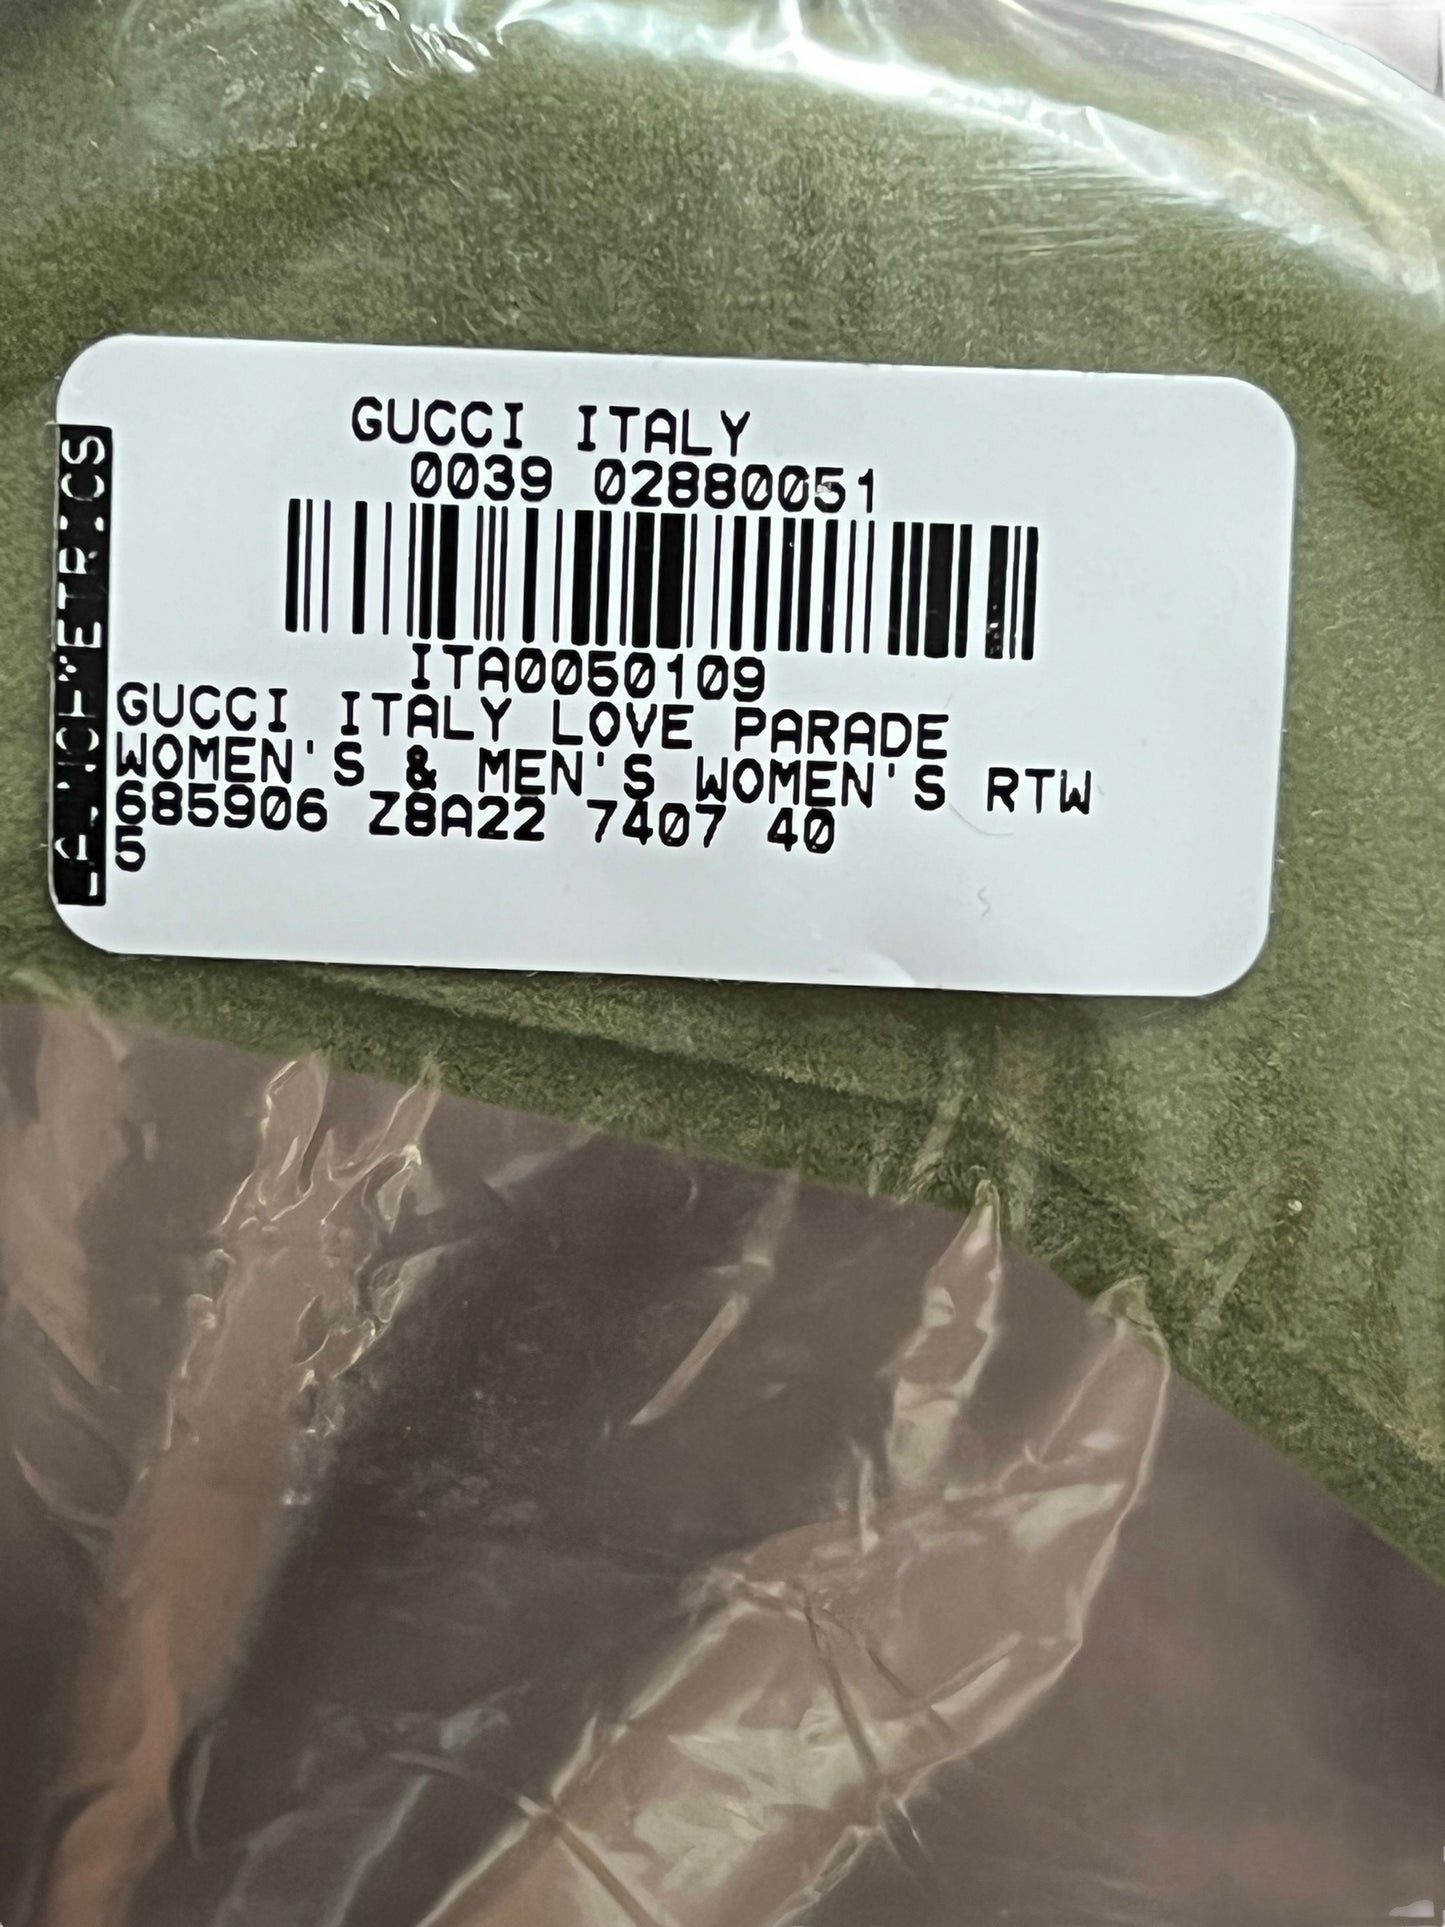 GUCCI ITALY
0039 02880051
ITA0050109
GUCCI ITALY LOVE PARADE
WOMEN'S & MEN'S WOMEN'S RTW
685906 Z8A22 7407 40
5